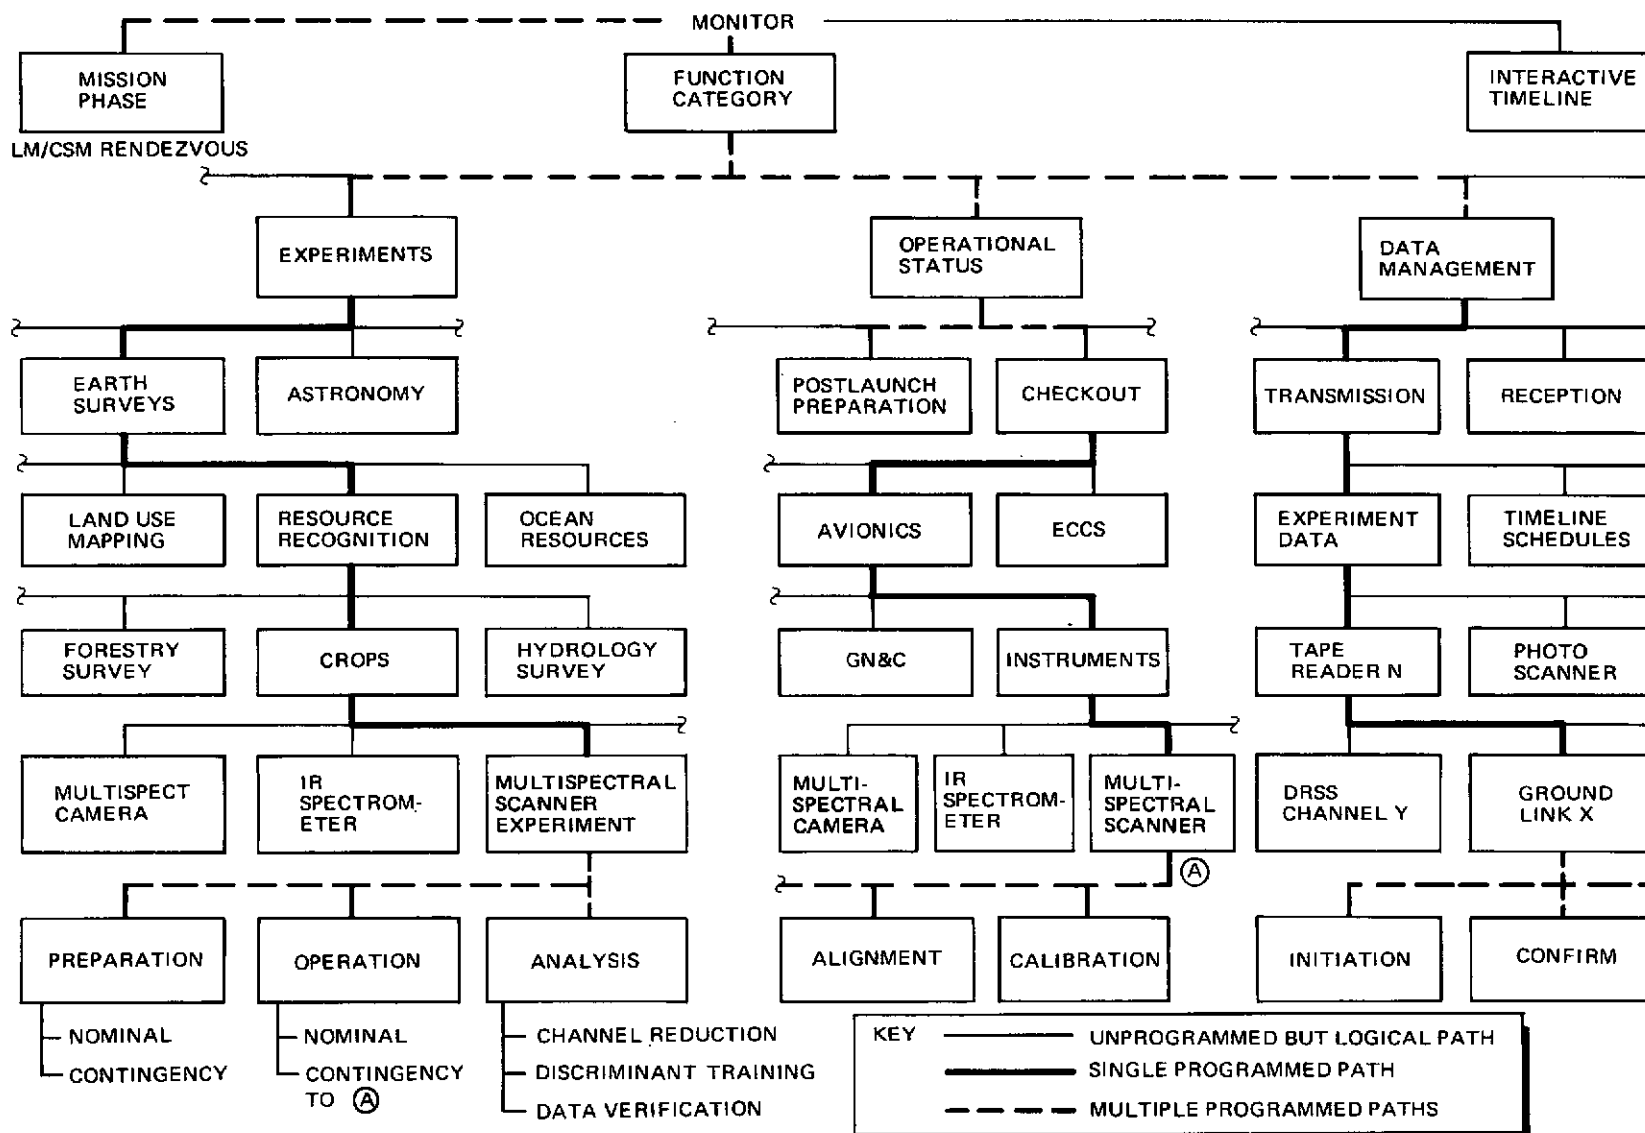 MONITOR
MISSION
PHASE
FUNCTION
CATEGORY
INTERACTIVE
TIMELINE
LM/CSM RENDEZVOUS
EXPERIMENTS
OPERATIONAL
STATUS
DATA
MANAGEMENT
EARTH
SURVEYS
ASTRONOMY
POSTLAUNCH
PREPARATION
CHECKOUT
TRANSMISSION
RECEPTION
LAND USE
MAPPING
RESOURCE
RECOGNITION
OCEAN
RESOURCES
AVIONICS
ECCS
EXPERIMENT
DATA
TIMELINE
SCHEDULES
FORESTRY
SURVEY
CROPS
HYDROLOGY
SURVEY
GN&C
INSTRUMENTS
TAPE
READER N
PHOTO
SCANNER
MULTISPECT
CAMERA
IR
SPECTROM-
ETER
MULTISPECTRAL
SCANNER
EXPERIMENT
MULTI-
SPECTRAL
CAMERA
IR
SPECTROM-
ETER
MULTI-
SPECTRAL
SCANNER
DRSS
CHANNEL Y
GROUND
LINK X
A
PREPARATION
OPERATION
ANALYSIS
ALIGNMENT
CALIBRATION
INITIATION
CONFIRM
NOMINAL
CONTINGENCY
NOMINAL
CONTINGENCY
TO A
CHANNEL REDUCTION
DISCRIMINANT TRAINING
DATA VERIFICATION
KEY
UNPROGRAMMED BUT LOGICAL PATH
SINGLE PROGRAMMED PATH
MULTIPLE PROGRAMMED PATHS